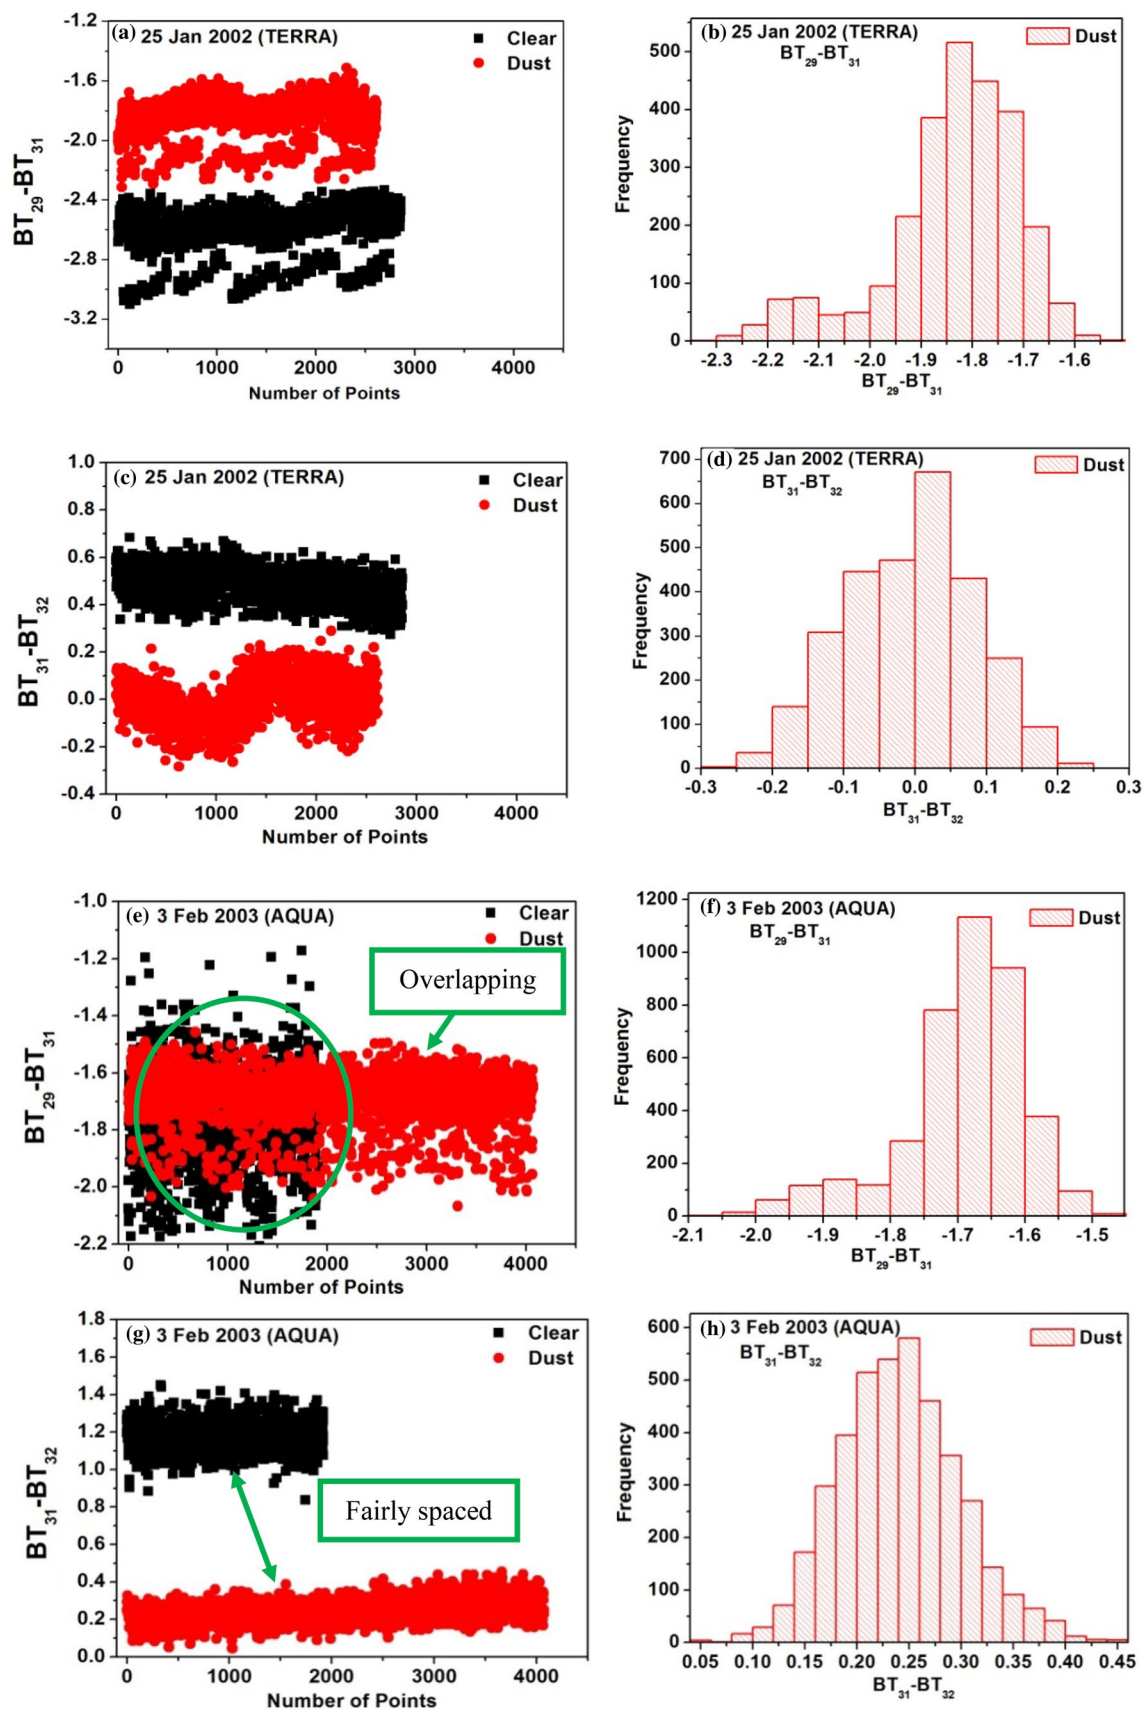 (a) 25 Jan 2002 (TERRA)
Clear
Dust
-1.2
-1.6
-2.0
-2.4
-2.8
-3.2
BT29-BT31
0 1000 2000 3000 4000
Number of Points
(b) 25 Jan 2002 (TERRA)
BT29-BT31
Dust
500
400
300
200
100
0
Frequency
-2.3 -2.2 -2.1 -2.0 -1.9 -1.8 -1.7 -1.6
BT29-BT31
(c) 25 Jan 2002 (TERRA)
Clear
Dust
1.0
0.8
0.6
0.4
0.2
0.0
-0.2
-0.4
BT31-BT32
0 1000 2000 3000 4000
Number of Points
(d) 25 Jan 2002 (TERRA)
BT31-BT32
Dust
700
600
500
400
300
200
100
0
Frequency
-0.3 -0.2 -0.1 0.0 0.1 0.2 0.3
BT31-BT32
(e) 3 Feb 2003 (AQUA)
Clear
Dust
Overlapping
-1.0
-1.2
-1.4
-1.6
-1.8
-2.0
-2.2
BT29-BT31
0 1000 2000 3000 4000
Number of Points
(f) 3 Feb 2003 (AQUA)
BT29-BT31
Dust
1200
1000
800
600
400
200
0
Frequency
-2.1 -2.0 -1.9 -1.8 -1.7 -1.6 -1.5
BT29-BT31
(g) 3 Feb 2003 (AQUA)
Clear
Dust
Fairly spaced
1.8
1.6
1.4
1.2
1.0
0.8
0.6
0.4
0.2
0.0
BT31-BT32
0 1000 2000 3000 4000
Number of Points
(h) 3 Feb 2003 (AQUA)
BT31-BT32
Dust
600
500
400
300
200
100
0
Frequency
0.05 0.10 0.15 0.20 0.25 0.30 0.35 0.40 0.45
BT31-BT32